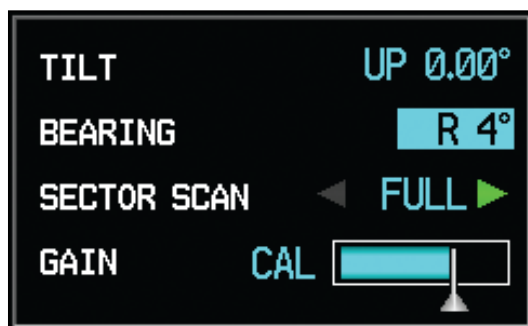 TILT UP 0.00°
BEARING R 4°
SECTOR SCAN FULL
GAIN CAL